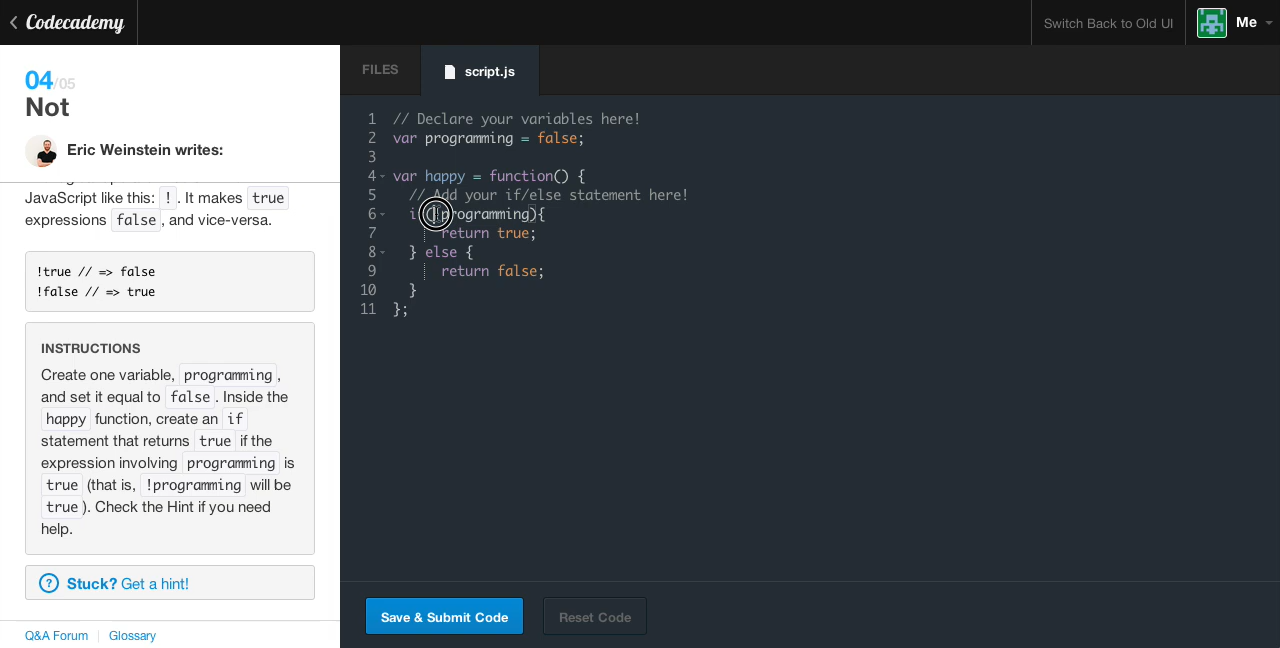 Codecademy
Switch Back to Old UI
Me
04/05
Not
Eric Weinstein writes:
JavaScript like this: ! . It makes true
expressions false , and vice-versa.
!true // => false
!false // => true
INSTRUCTIONS
Create one variable, programming ,
and set it equal to false . Inside the
happy function, create an if
statement that returns true if the
expression involving programming is
true (that is, !programming will be
true ). Check the Hint if you need
help.
? Stuck? Get a hint!
Q&A Forum | Glossary
FILES
script.js
1 // Declare your variables here!
2 var programming = false;
3
4 var happy = function() {
5 // Add your if/else statement here!
6 programming){
7 return true;
8 } else {
9 return false;
10 }
11 };
Save & Submit Code
Reset Code